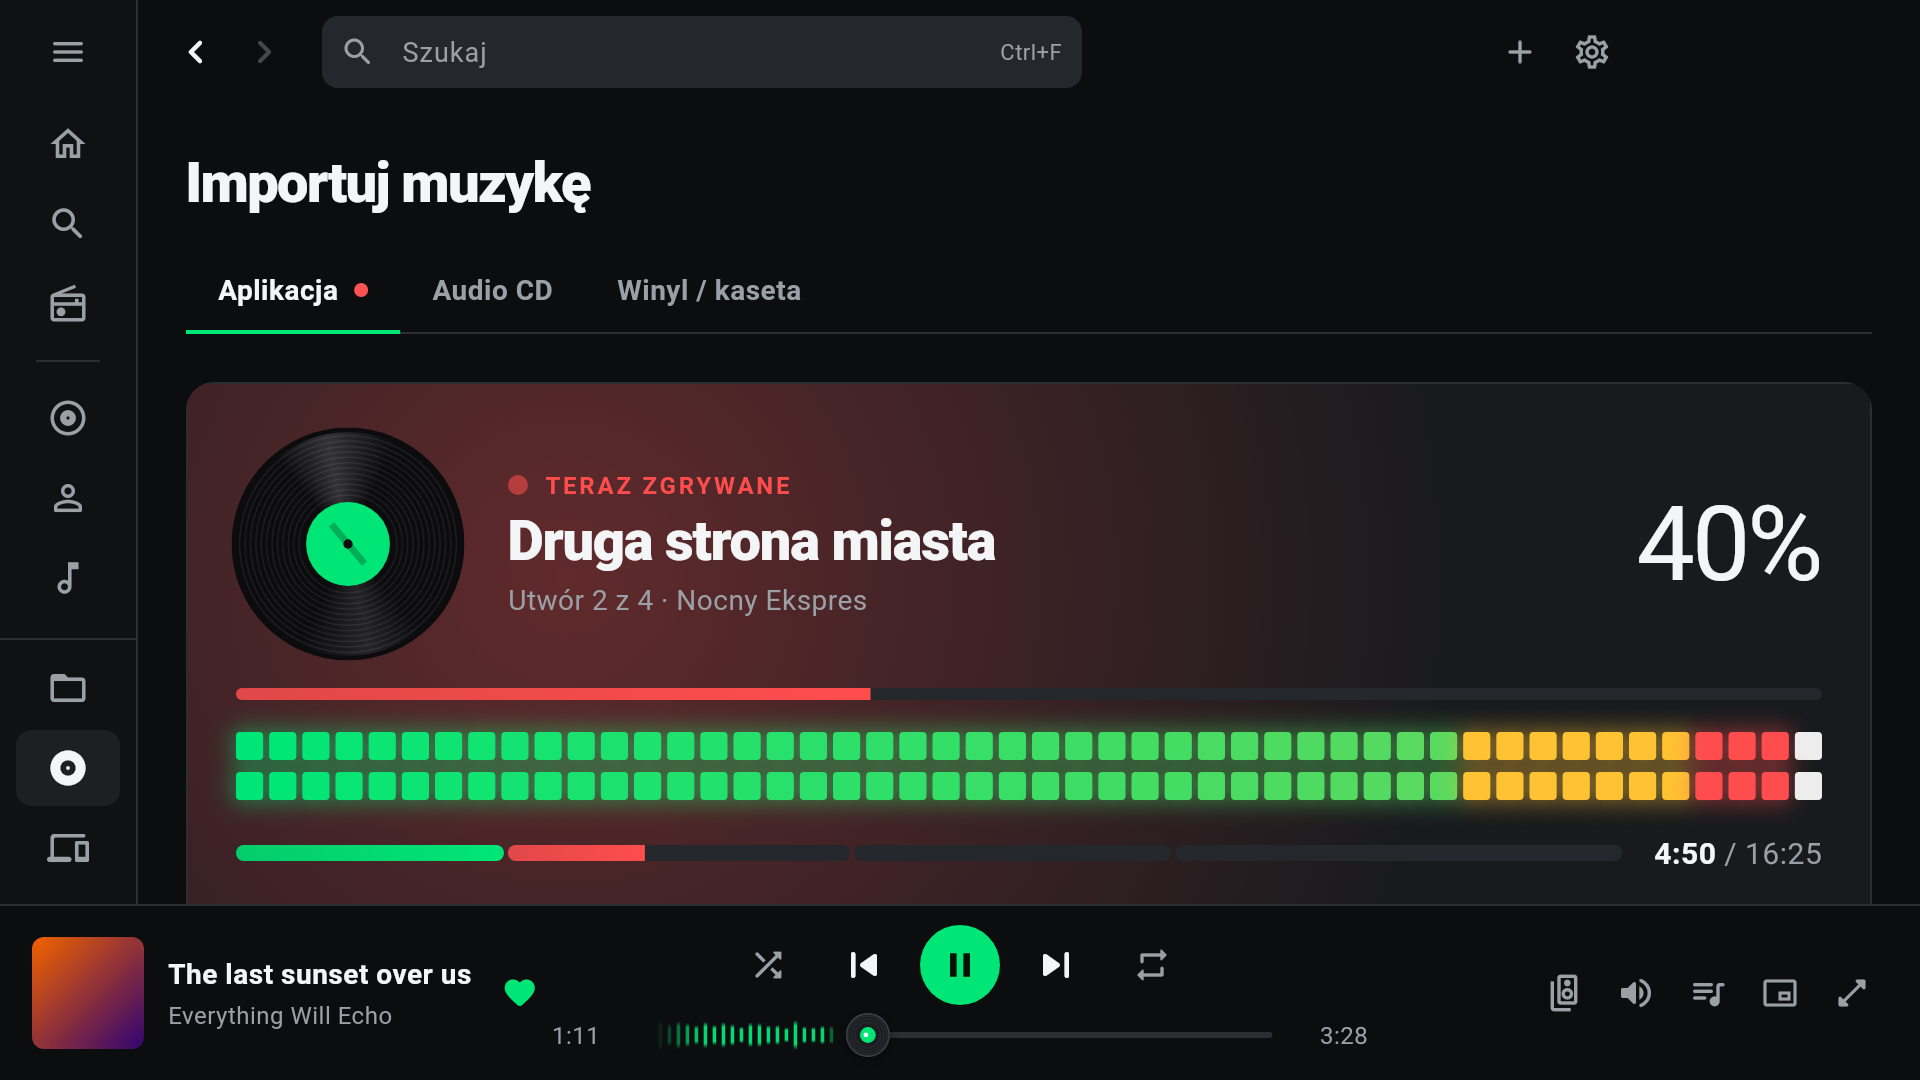 Szukaj Ctrl+F
Importuj muzykę
Aplikacja Audio CD Winyl / kaseta
TERAZ ZGRYWANE
Druga strona miasta
Utwór 2 z 4 · Nocny Ekspres
40%
4:50 / 16:25
The last sunset over us
Everything Will Echo
1:11 3:28